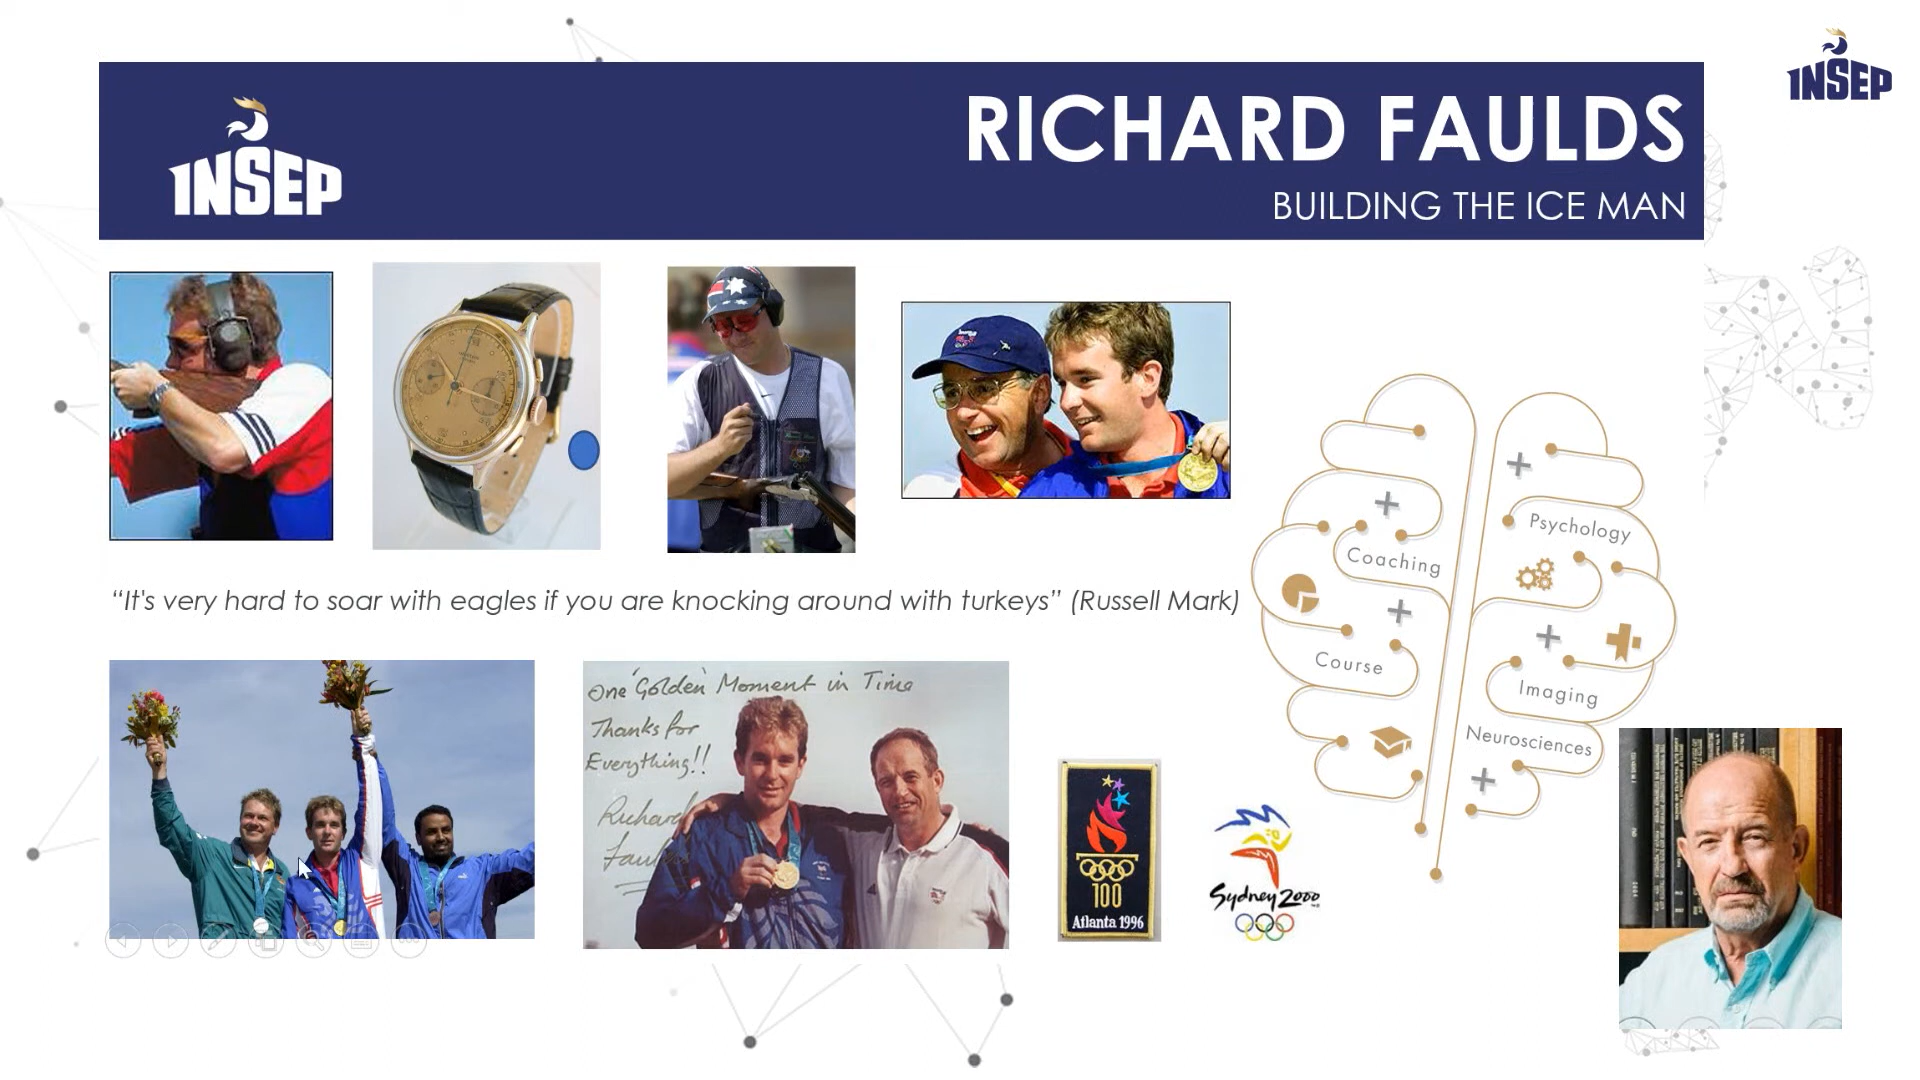 INSEP
INSEP
RICHARD FAULDS
BUILDING THE ICE MAN
“It's very hard to soar with eagles if you are knocking around with turkeys” (Russell Mark)
Psychology
Coaching
Course
Imaging
Neurosciences
One 'Golden' Moment in Time
Thanks for
Everything!!
Richard
Faulds
100
Atlanta 1996
Sydney 2000